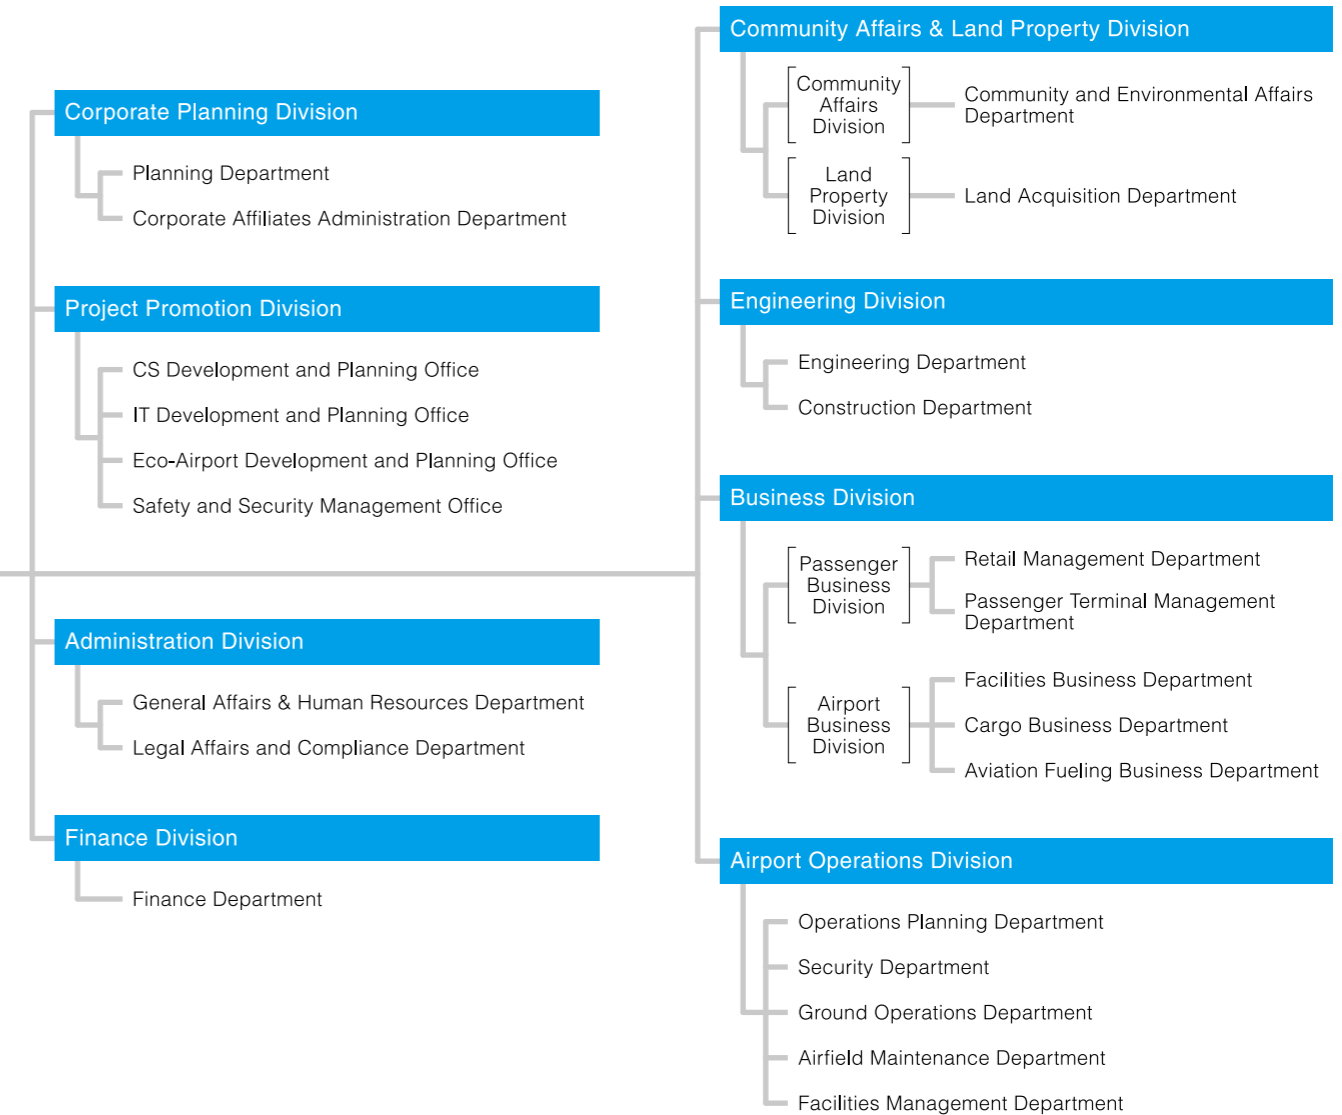 Corporate Planning Division
Planning Department
Corporate Affiliates Administration Department
Project Promotion Division
CS Development and Planning Office
IT Development and Planning Office
Eco-Airport Development and Planning Office
Safety and Security Management Office
Administration Division
General Affairs & Human Resources Department
Legal Affairs and Compliance Department
Finance Division
Finance Department
Community Affairs & Land Property Division
Community
Affairs
Division
Community and Environmental Affairs
Department
Land
Property
Division
Land Acquisition Department
Engineering Division
Engineering Department
Construction Department
Business Division
Passenger
Business
Division
Retail Management Department
Passenger Terminal Management
Department
Airport
Business
Division
Facilities Business Department
Cargo Business Department
Aviation Fueling Business Department
Airport Operations Division
Operations Planning Department
Security Department
Ground Operations Department
Airfield Maintenance Department
Facilities Management Department